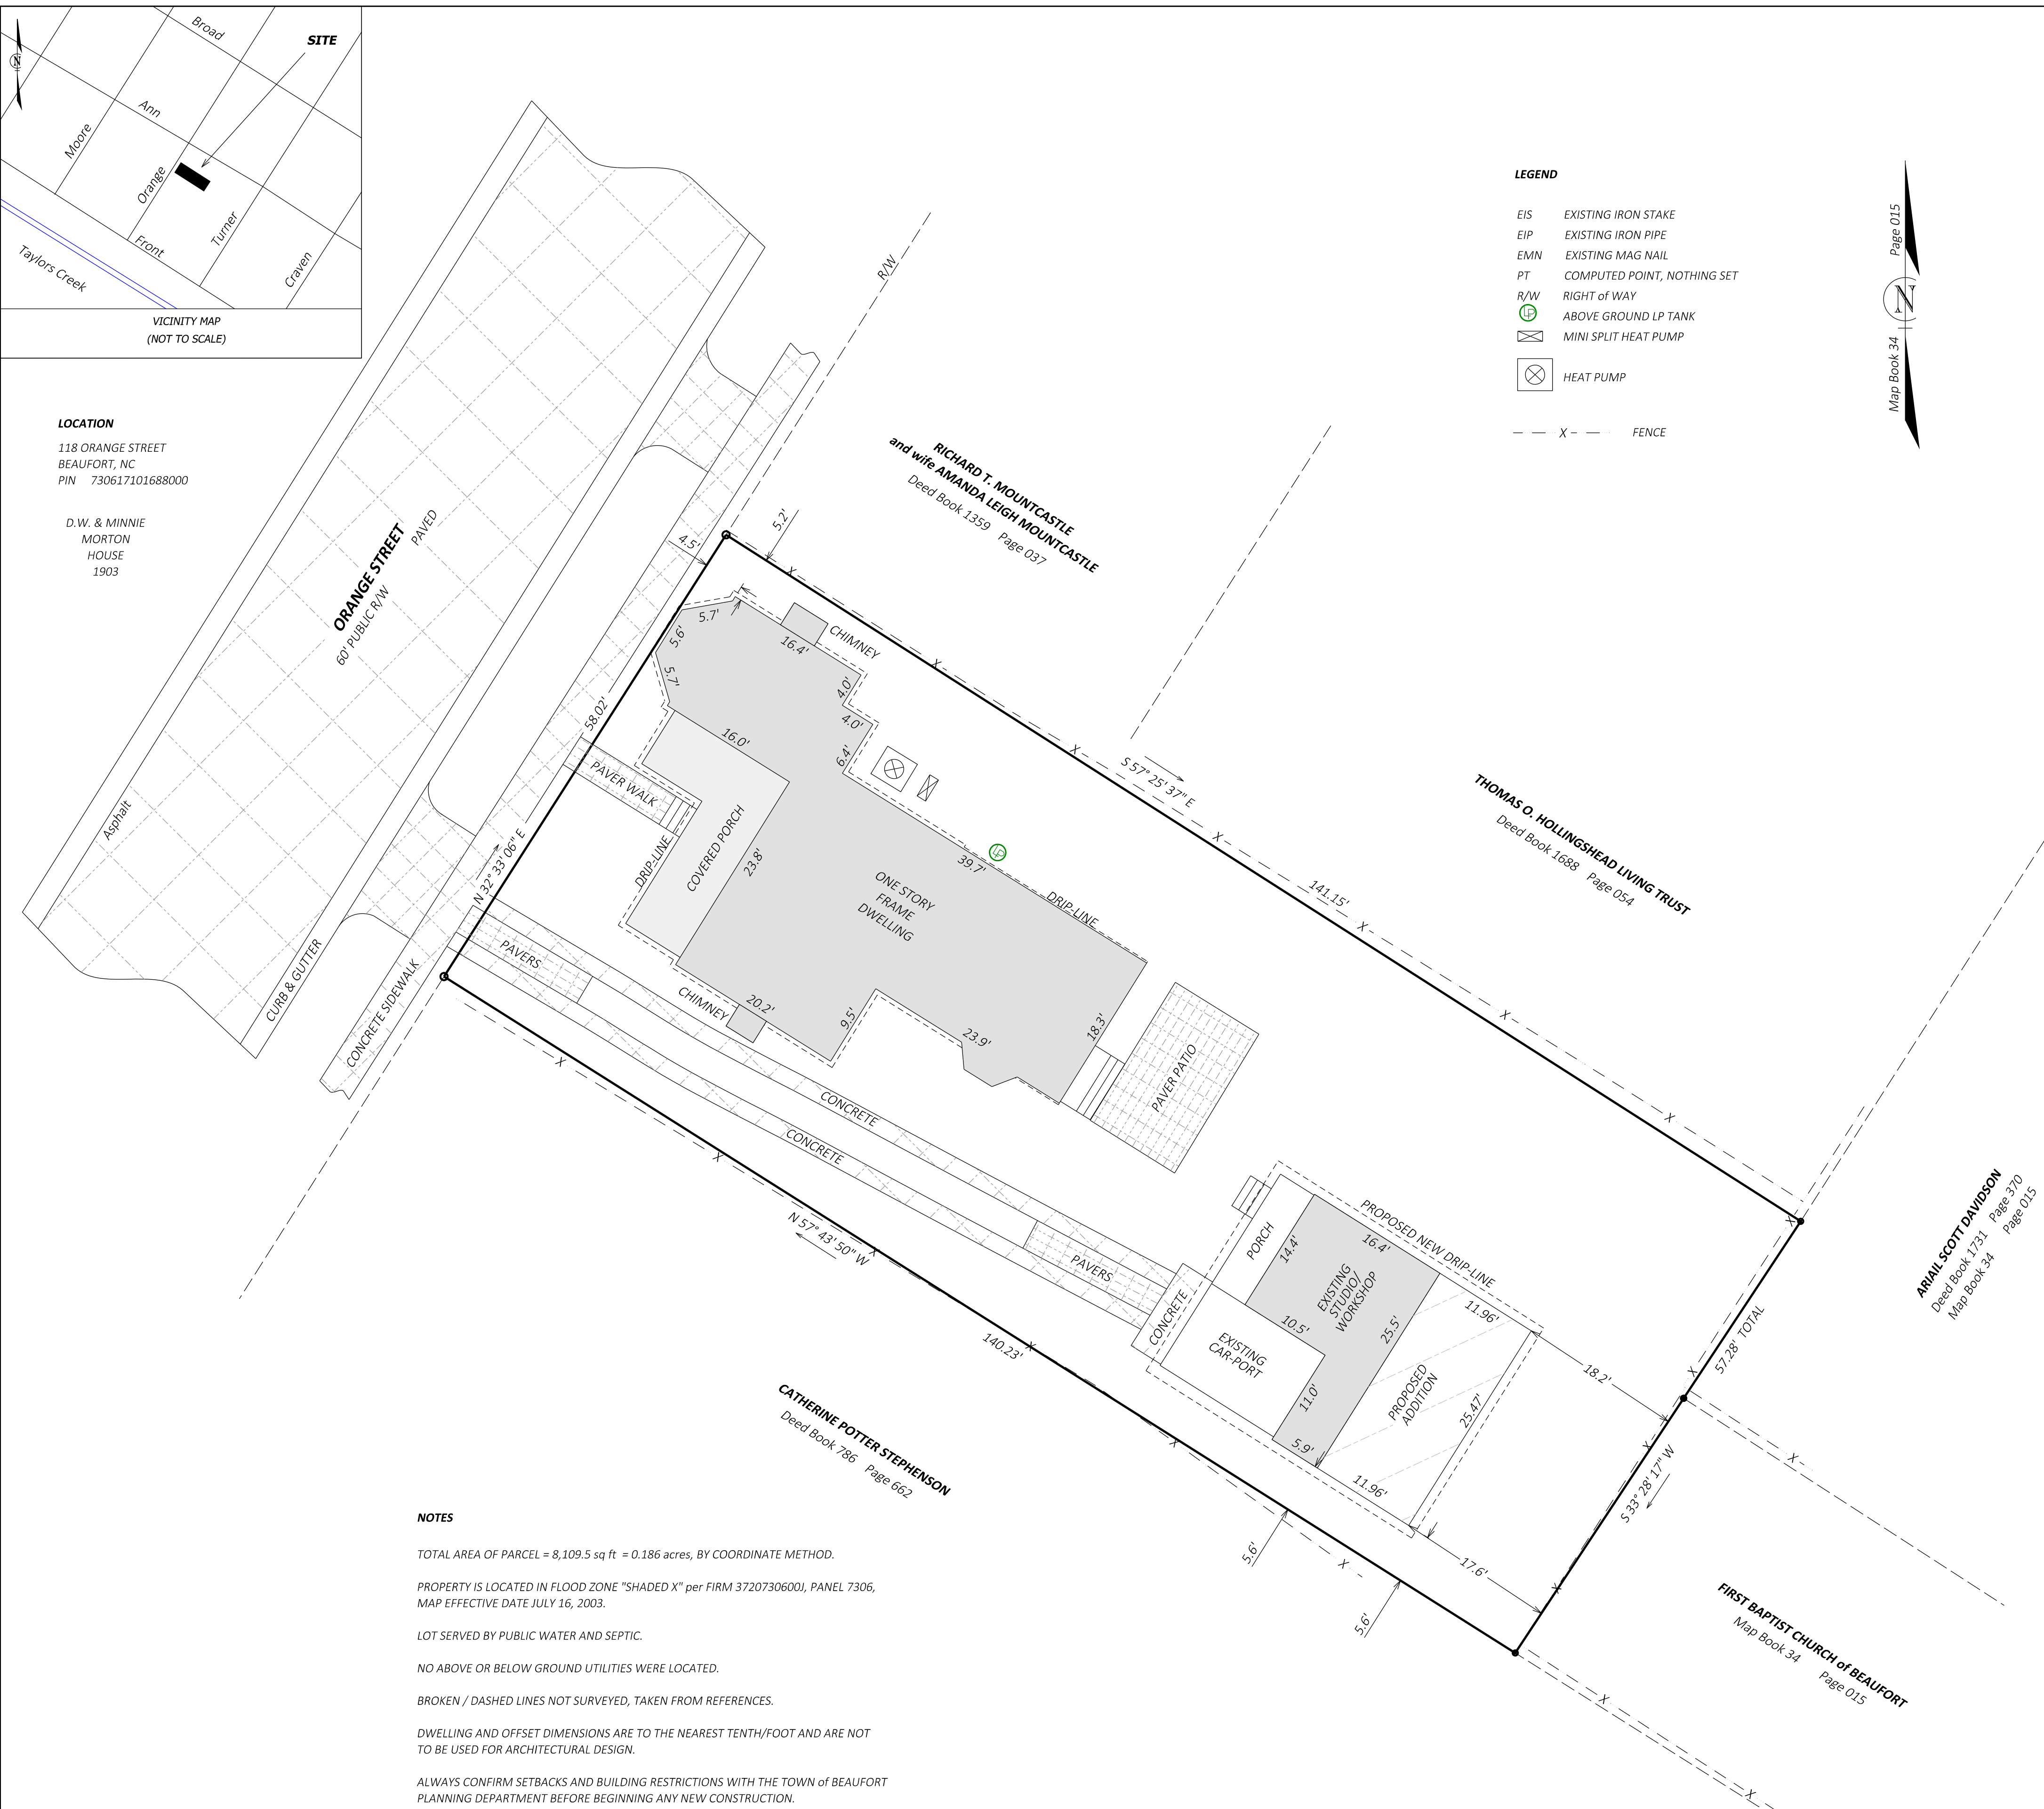 Broad
SITE
N
Ann
Moore
Orange
Turner
Front
Craven
Taylors Creek
VICINITY MAP
(NOT TO SCALE)
LOCATION
118 ORANGE STREET
BEAUFORT, NC
PIN 730617101688000
D.W. & MINNIE
MORTON
HOUSE
1903
LEGEND
EIS EXISTING IRON STAKE
EIP EXISTING IRON PIPE
EMN EXISTING MAG NAIL
PT COMPUTED POINT, NOTHING SET
R/W RIGHT of WAY
LP ABOVE GROUND LP TANK
MINI SPLIT HEAT PUMP
HEAT PUMP
X FENCE
Map Book 34 Page 015
N
R/W
RICHARD T. MOUNTCASTLE
and wife AMANDA LEIGH MOUNTCASTLE
Deed Book 1359 Page 037
ORANGE STREET
60' PUBLIC R/W
PAVED
Asphalt
CURB & GUTTER
CONCRETE SIDEWALK
4.5'
5.2'
5.7'
5.6'
5.7'
16.4'
CHIMNEY
4.0'
4.0'
6.4'
16.0'
58.02'
N 32° 33' 06" E
PAVER WALK
DRIP-LINE
COVERED PORCH
23.8'
ONE STORY
FRAME
DWELLING
LP
39.7'
DRIP-LINE
S 57° 25' 37" E
141.15'
THOMAS O. HOLLINGSHEAD LIVING TRUST
Deed Book 1688 Page 054
PAVERS
CHIMNEY
20.2'
9.5'
23.9'
18.3'
PAVER PATIO
CONCRETE
CONCRETE
PAVERS
CONCRETE
N 57° 43' 50" W
140.23'
PORCH
14.4'
16.4'
PROPOSED NEW DRIP-LINE
EXISTING
STUDIO/
WORKSHOP
10.5'
25.5'
11.96'
EXISTING
CAR-PORT
11.0'
5.9'
PROPOSED
ADDITION
25.47'
11.96'
18.2'
17.6'
5.6'
5.6'
57.28' TOTAL
S 33° 28' 17" W
ARIAIL SCOTT DAVIDSON
Deed Book 1731 Page 370
Map Book 34 Page 015
FIRST BAPTIST CHURCH of BEAUFORT
Map Book 34 Page 015
CATHERINE POTTER STEPHENSON
Deed Book 786 Page 662
NOTES
TOTAL AREA OF PARCEL = 8,109.5 sq ft = 0.186 acres, BY COORDINATE METHOD.
PROPERTY IS LOCATED IN FLOOD ZONE "SHADED X" per FIRM 3720730600J, PANEL 7306,
MAP EFFECTIVE DATE JULY 16, 2003.
LOT SERVED BY PUBLIC WATER AND SEPTIC.
NO ABOVE OR BELOW GROUND UTILITIES WERE LOCATED.
BROKEN / DASHED LINES NOT SURVEYED, TAKEN FROM REFERENCES.
DWELLING AND OFFSET DIMENSIONS ARE TO THE NEAREST TENTH/FOOT AND ARE NOT
TO BE USED FOR ARCHITECTURAL DESIGN.
ALWAYS CONFIRM SETBACKS AND BUILDING RESTRICTIONS WITH THE TOWN of BEAUFORT
PLANNING DEPARTMENT BEFORE BEGINNING ANY NEW CONSTRUCTION.